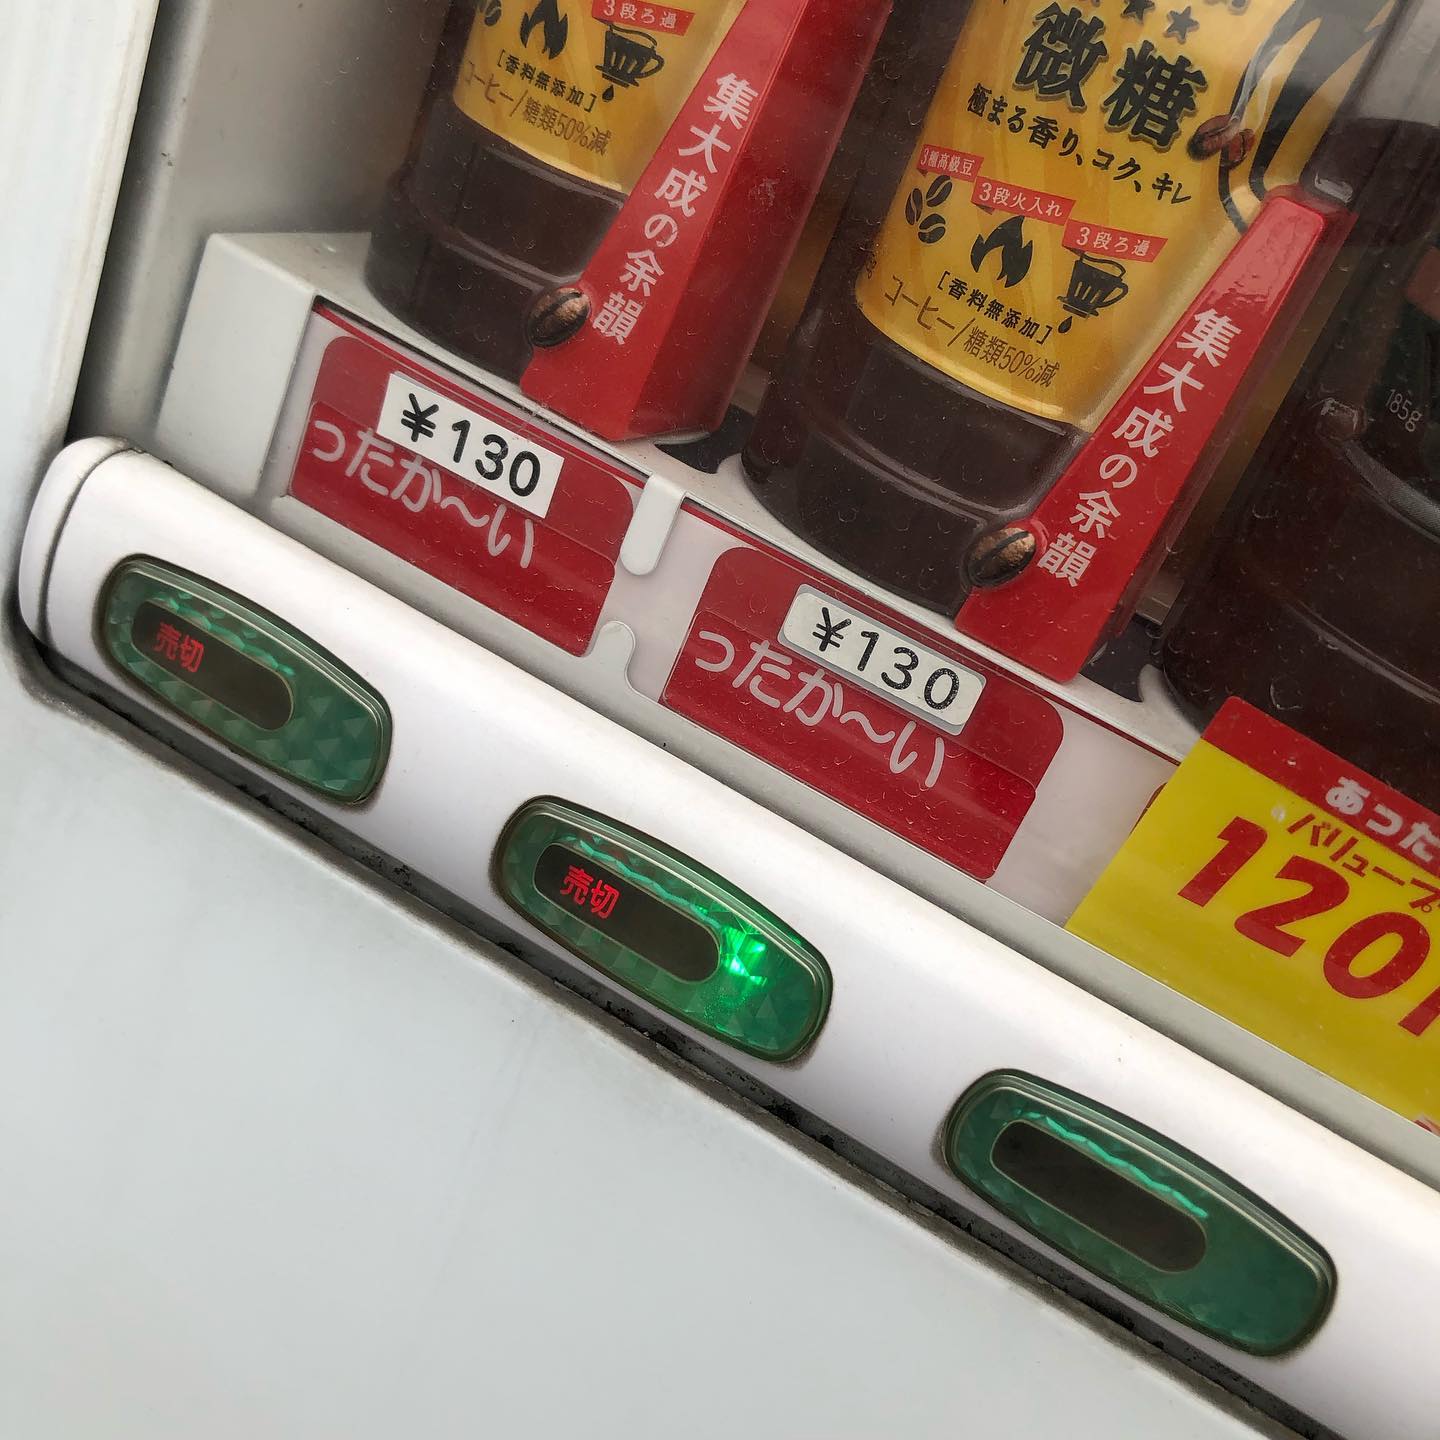 3段ろ過
[香料無添加]
コーヒー/糖類50%減
集大成の余韻
¥130
ったか〜い
売切
微糖
極まる香り、コク、キレ
3種高級豆
3段火入れ
3段ろ過
[香料無添加]
コーヒー/糖類50%減
集大成の余韻
¥130
ったか〜い
売切
185g
あった
バリュープ
120